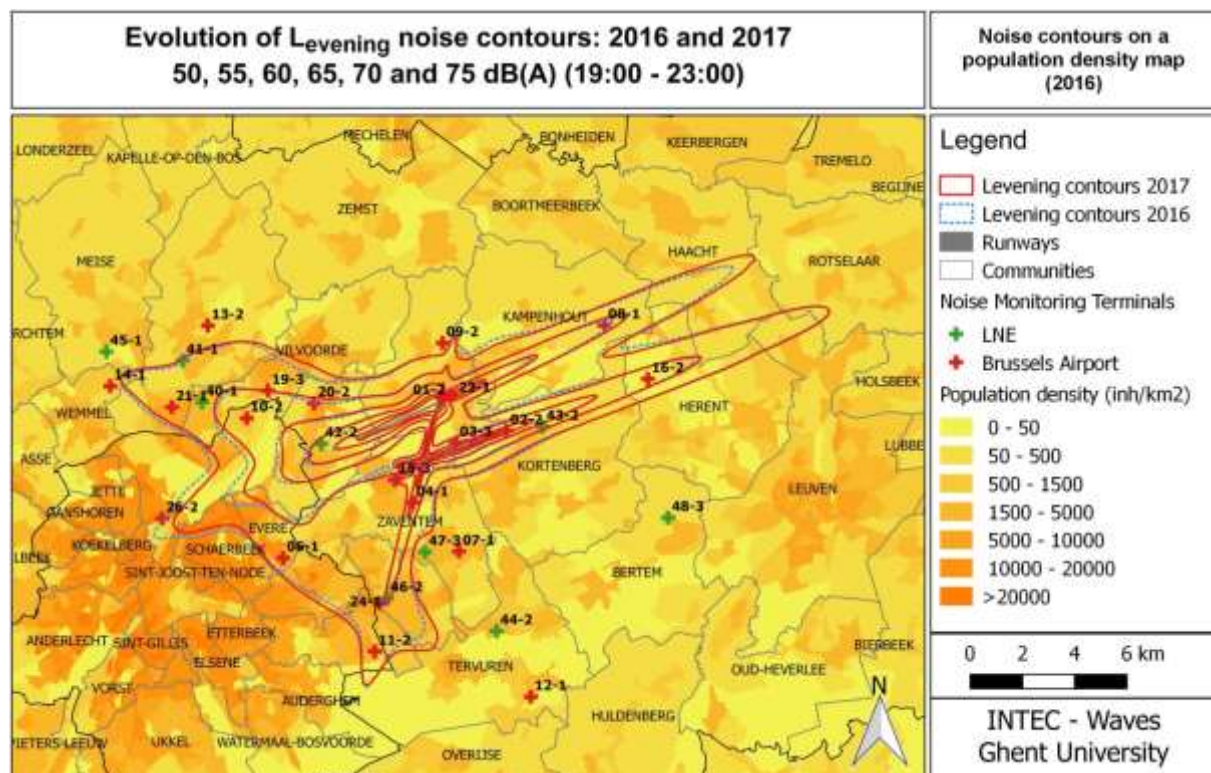 Evolution of Levening noise contours: 2016 and 2017
50, 55, 60, 65, 70 and 75 dB(A) (19:00 - 23:00)
Noise contours on a
population density map
(2016)
LONDERZEEL
KAPELLE-OP-DEN-BOS
MECHELEN
BONHEIDEN
KEERBERGEN
TREMELO
BEGIJNE
ZEMST
BOORTMEERBEEK
MEISE
HAACHT
ROTSELAAR
13-2
KAMPENHOUT
08-1
RCHTEM
45-1
41-1
VILVOORDE
09-2
14-1
19-3
20-2
01-2
23-1
16-2
HOLSBEEK
WEMMEL
21-1
40-1
10-2
02-2
43-2
HERENT
42-2
03-3
LUBBE
ASSE
KORTENBERG
JETTE
15-3
04-1
LEUVEN
GANSHOREN
26-2
EVERE
ZAVENTEM
48-3
KOEKELBERG
SCHAERBEEK
06-1
47-3
07-1
LBEEK
SINT-JOOST-TEN-NODE
BERTEM
46-2
24-1
ETTERBEEK
44-2
ANDERLECHT
SINT-GILLIS
11-2
BIERBEEK
ELSENE
TERVUREN
OUD-HEVERLEE
VORST
AUDERGHEM
12-1
HULDENBERG
PIETERS-LEEUW
UKKEL
WATERMAAL-BOSVOORDE
OVERIJSE
Legend
Levening contours 2017
Levening contours 2016
Runways
Communities
Noise Monitoring Terminals
LNE
Brussels Airport
Population density (inh/km2)
0 - 50
50 - 500
500 - 1500
1500 - 5000
5000 - 10000
10000 - 20000
>20000
0 2 4 6 km
N
INTEC - Waves
Ghent University